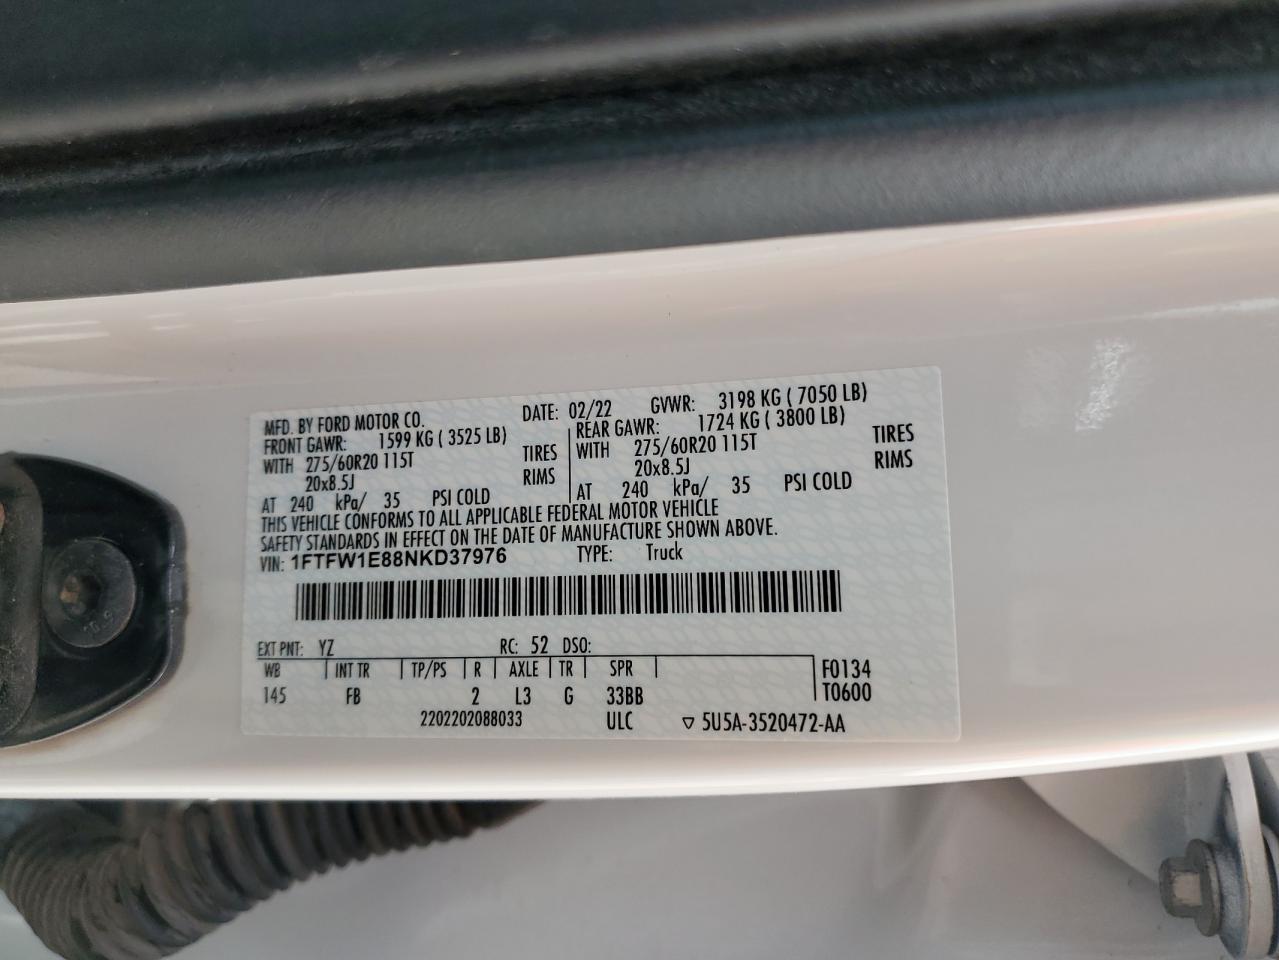 MFD. BY FORD MOTOR CO. DATE: 02/22 GVWR: 3198 KG ( 7050 LB)
FRONT GAWR: 1599 KG ( 3525 LB) REAR GAWR: 1724 KG ( 3800 LB)
WITH 275/60R20 115T TIRES WITH 275/60R20 115T TIRES
20x8.5J RIMS 20x8.5J RIMS
AT 240 kPa/ 35 PSI COLD AT 240 kPa/ 35 PSI COLD
THIS VEHICLE CONFORMS TO ALL APPLICABLE FEDERAL MOTOR VEHICLE
SAFETY STANDARDS IN EFFECT ON THE DATE OF MANUFACTURE SHOWN ABOVE.
VIN: 1FTFW1E88NKD37976 TYPE: Truck
EXT PNT: YZ RC: 52 DSO:
WB INT TR TP/PS R AXLE TR SPR F0134
145 FB 2 L3 G 33BB T0600
2202202088033 ULC ▽ 5U5A-3520472-AA
10.9